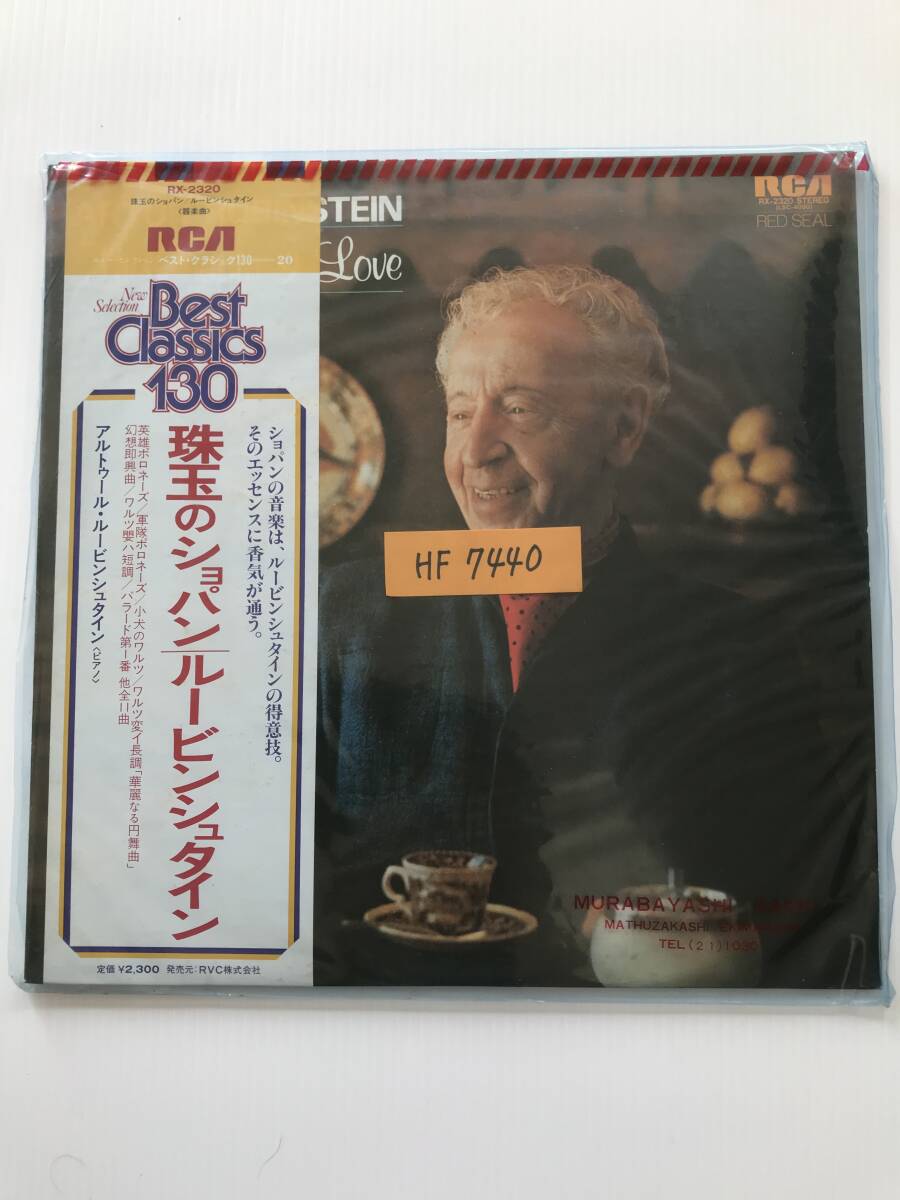 RX-2320
珠玉のショパン/ルービンシュタイン
〈器楽曲〉
RCA
ベスト・クラシック130 20
New Selection
Best
Classics
130
ショパンの音楽は、ルービンシュタインの得意技。
そのエッセンスに香気が通う。
珠玉のショパン/ルービンシュタイン
英雄ポロネーズ/軍隊ポロネーズ/小犬のワルツ/ワルツ変イ長調「華麗なる円舞曲」
幻想即興曲/ワルツ嬰ハ短調/バラード第1番 他全11曲
アルトゥール・ルービンシュタイン〈ピアノ〉
定価 ¥2,300 発売元:RVC株式会社
STEIN
Love
RCA
RX-2320 STEREO
(LSC-4000)
RED SEAL
HF 7440
MURABAYASHI
MATHUZAKASHI
TEL (21)1030